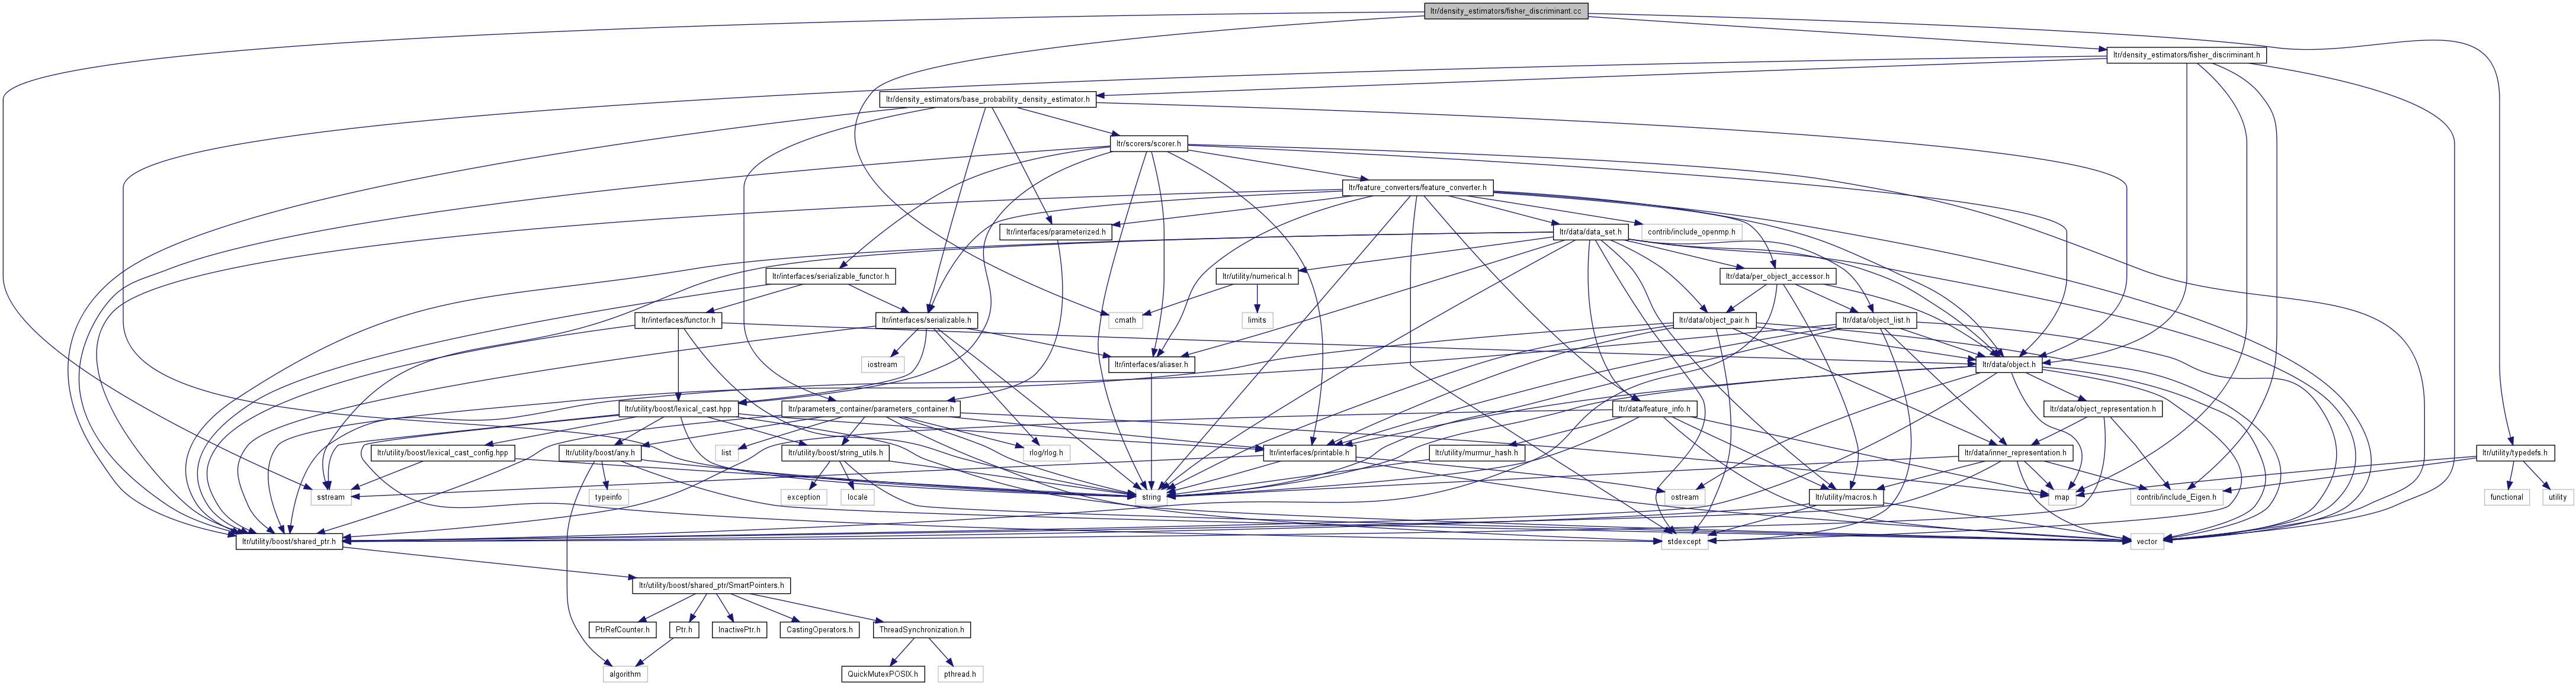 ltr/density_estimators/fisher_discriminant.cc
ltr/density_estimators/fisher_discriminant.h
ltr/density_estimators/base_probability_density_estimator.h
ltr/scorers/scorer.h
ltr/feature_converters/feature_converter.h
ltr/interfaces/parameterized.h
ltr/data/data_set.h
contrib/include_openmp.h
ltr/interfaces/serializable_functor.h
ltr/utility/numerical.h
ltr/data/per_object_accessor.h
ltr/interfaces/functor.h
ltr/interfaces/serializable.h
cmath
limits
ltr/data/object_pair.h
ltr/data/object_list.h
iostream
ltr/interfaces/aliaser.h
ltr/data/object.h
ltr/utility/boost/lexical_cast.hpp
ltr/parameters_container/parameters_container.h
ltr/data/feature_info.h
ltr/data/object_representation.h
ltr/utility/boost/lexical_cast_config.hpp
ltr/utility/boost/any.h
list
ltr/utility/boost/string_utils.h
rlog/rlog.h
ltr/interfaces/printable.h
ltr/utility/murmur_hash.h
ltr/data/inner_representation.h
ltr/utility/typedefs.h
sstream
typeinfo
exception
locale
string
ostream
ltr/utility/macros.h
map
contrib/include_Eigen.h
functional
utility
ltr/utility/boost/shared_ptr.h
stdexcept
vector
ltr/utility/boost/shared_ptr/SmartPointers.h
PtrRefCounter.h
Ptr.h
InactivePtr.h
CastingOperators.h
ThreadSynchronization.h
algorithm
QuickMutexPOSIX.h
pthread.h